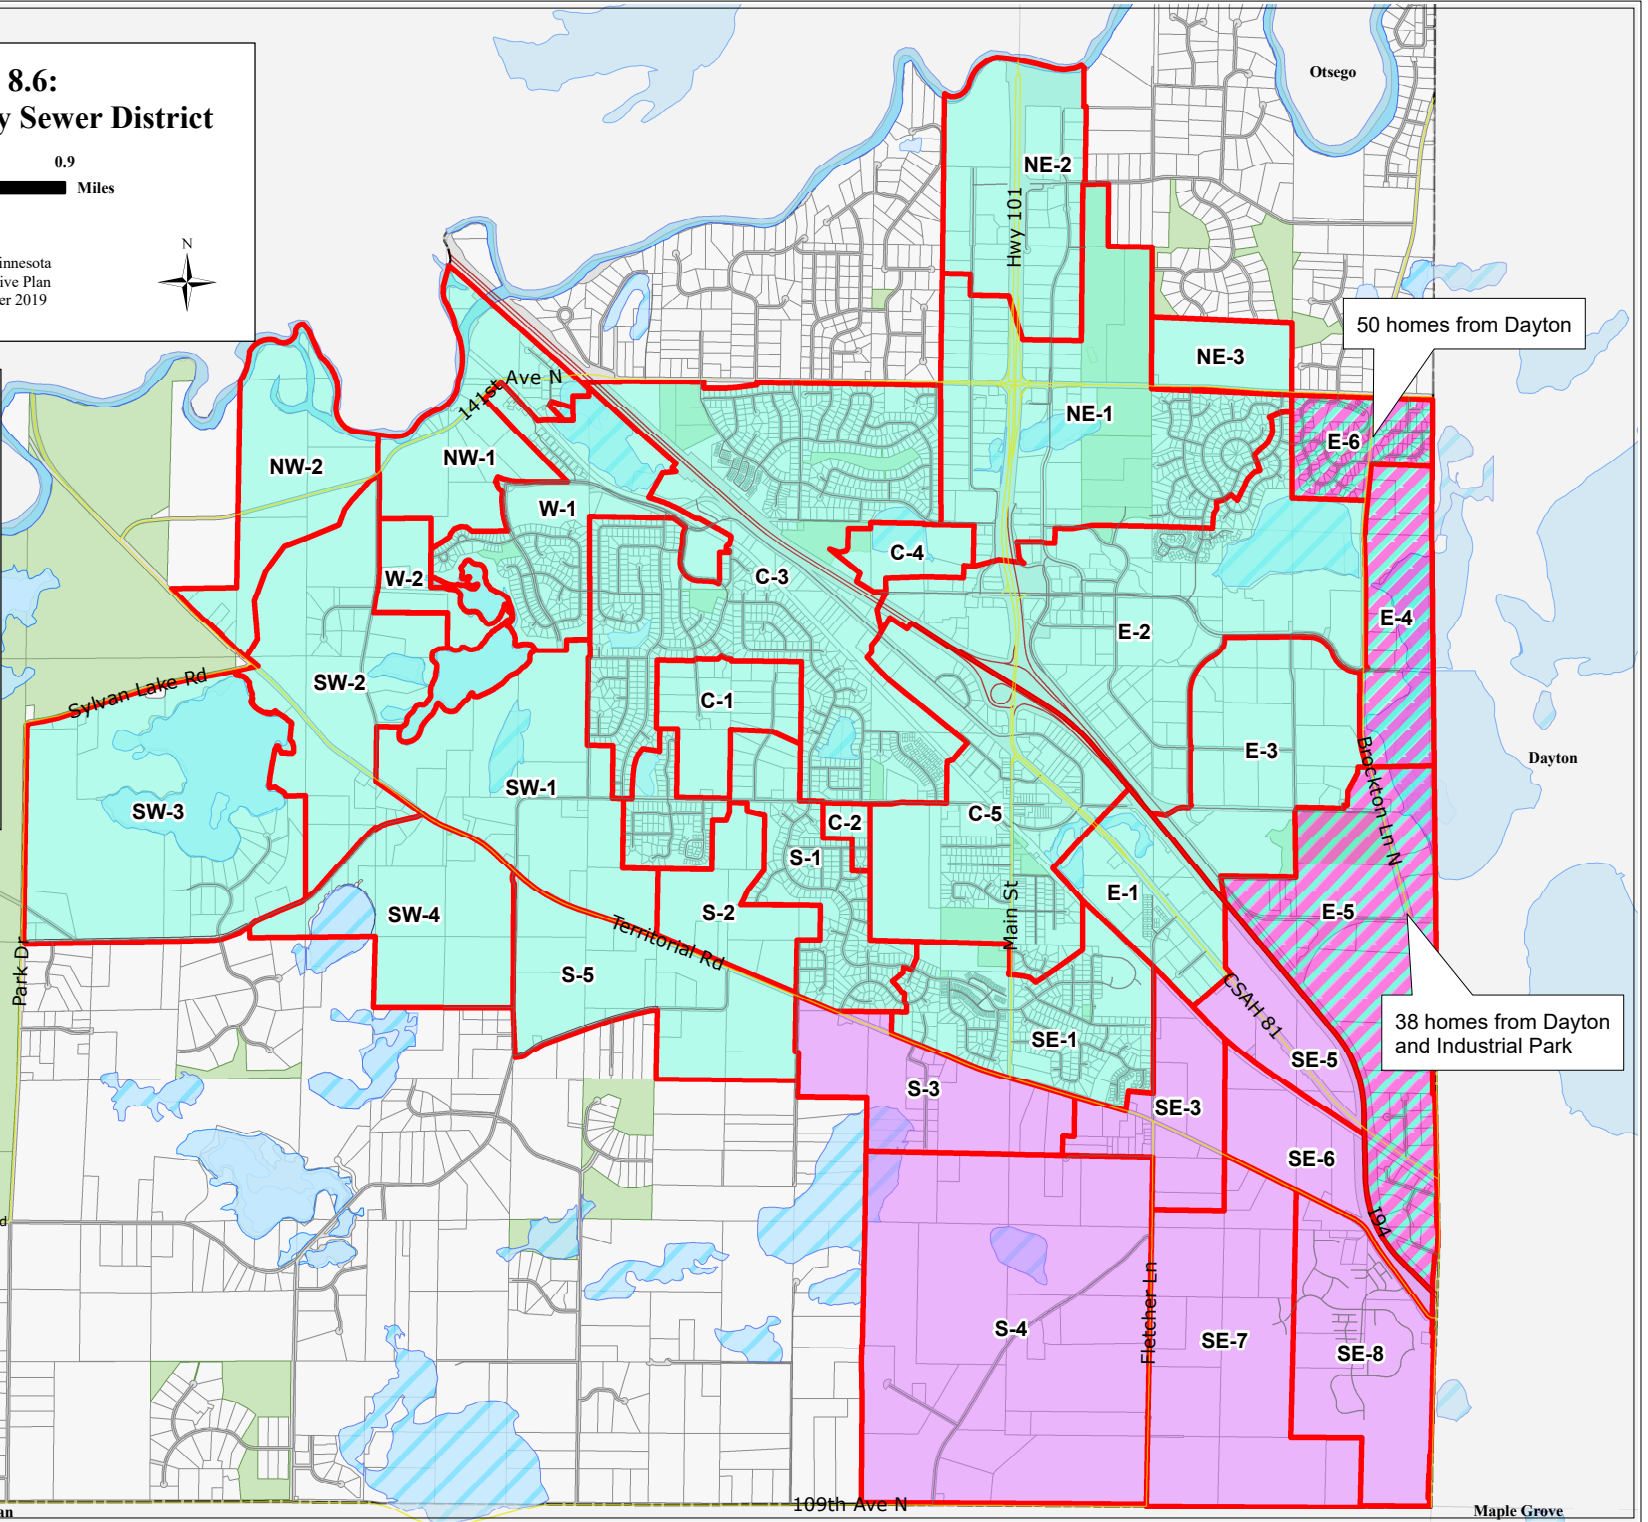 8.6:
y Sewer District
0.9
Miles
N
innesota
ive Plan
er 2019
Otsego
NE-2
Hwy 101
50 homes from Dayton
NE-3
141st Ave N
NE-1
E-6
NW-2
NW-1
W-1
C-4
C-3
W-2
E-4
E-2
SW-2
Sylvan Lake Rd
C-1
E-3
Brockton Ln N
Dayton
SW-1
SW-3
C-2
C-5
S-1
E-1
SW-4
S-2
Main St
E-5
Territorial Rd
Park Dr
S-5
CSAH 81
38 homes from Dayton
and Industrial Park
SE-1
SE-5
S-3
SE-3
SE-6
I94
d
Fletcher Ln
S-4
SE-7
SE-8
109th Ave N
an
Maple Grove